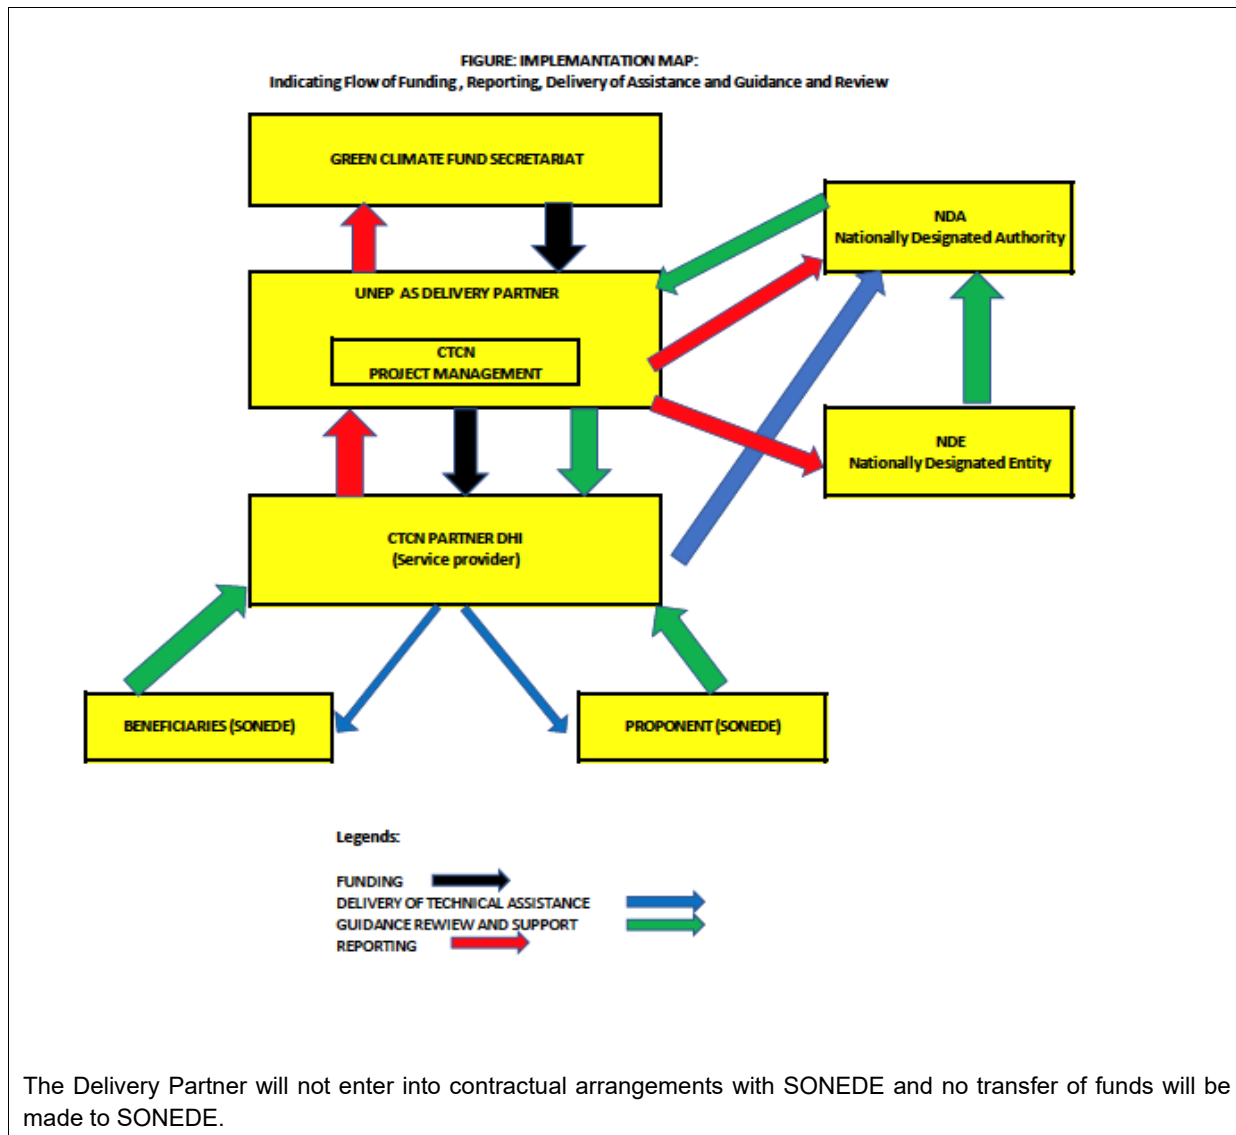 FIGURE: IMPLEMANTATION MAP:
Indicating Flow of Funding , Reporting, Delivery of Assistance and Guidance and Review
GREEN CLIMATE FUND SECRETARIAT
NDA
Nationally Designated Authority
UNEP AS DELIVERY PARTNER
CTCN
PROJECT MANAGEMENT
NDE
Nationally Designated Entity
CTCN PARTNER DHI
(Service provider)
BENEFICIARIES (SONEDE)
PROPONENT (SONEDE)
Legends:
FUNDING
DELIVERY OF TECHNICAL ASSISTANCE
GUIDANCE REWIEW AND SUPPORT
REPORTING
The Delivery Partner will not enter into contractual arrangements with SONEDE and no transfer of funds will be
made to SONEDE.